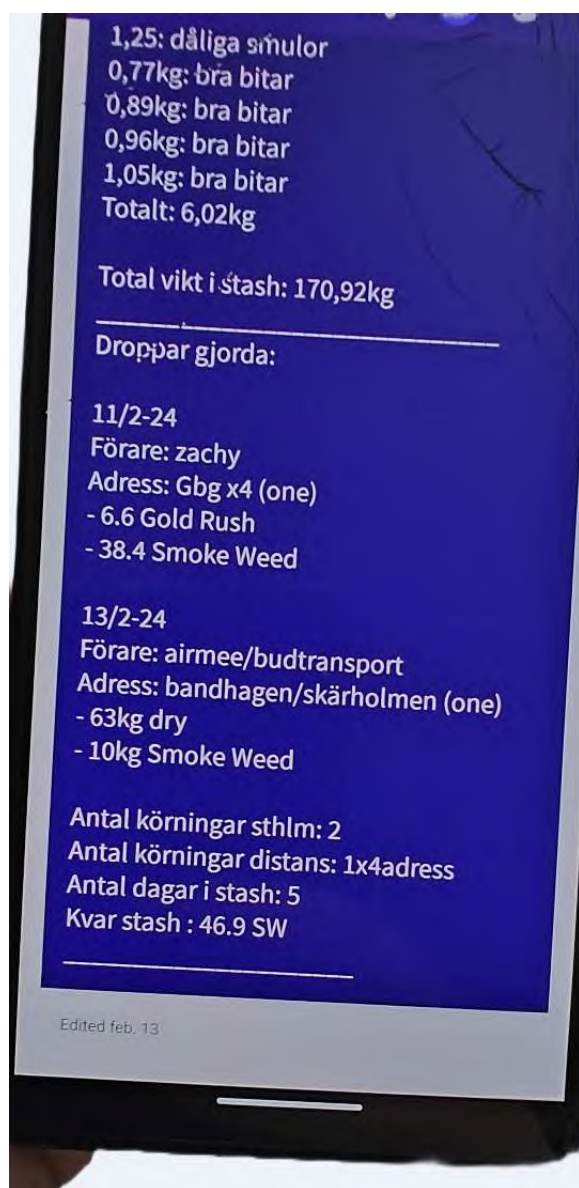 1,25: dåliga smulor
0,77kg: bra bitar
0,89kg: bra bitar
0,96kg: bra bitar
1,05kg: bra bitar
Totalt: 6,02kg
Total vikt i stash: 170,92kg
Droppar gjorda:
11/2-24
Förare: zachy
Adress: Gbg x4 (one)
- 6.6 Gold Rush
- 38.4 Smoke Weed
13/2-24
Förare: airmee/budtransport
Adress: bandhagen/skärholmen (one)
- 63kg dry
- 10kg Smoke Weed
Antal körningar sthlm: 2
Antal körningar distans: 1x4adress
Antal dagar i stash: 5
Kvar stash : 46.9 SW
Edited feb. 13